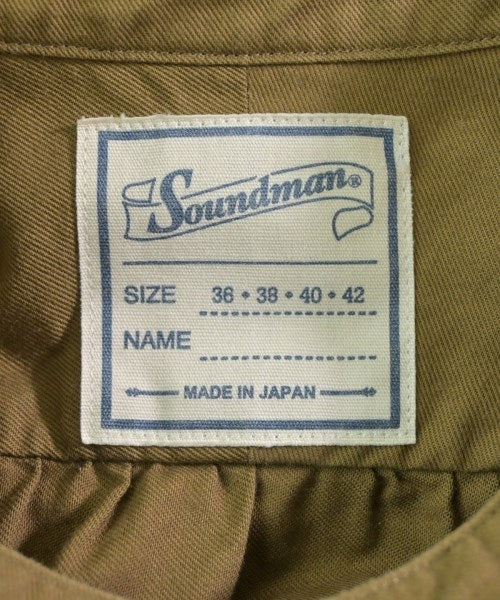 Soundman®
SIZE 36 • 38 • 40 • 42
NAME
MADE IN JAPAN